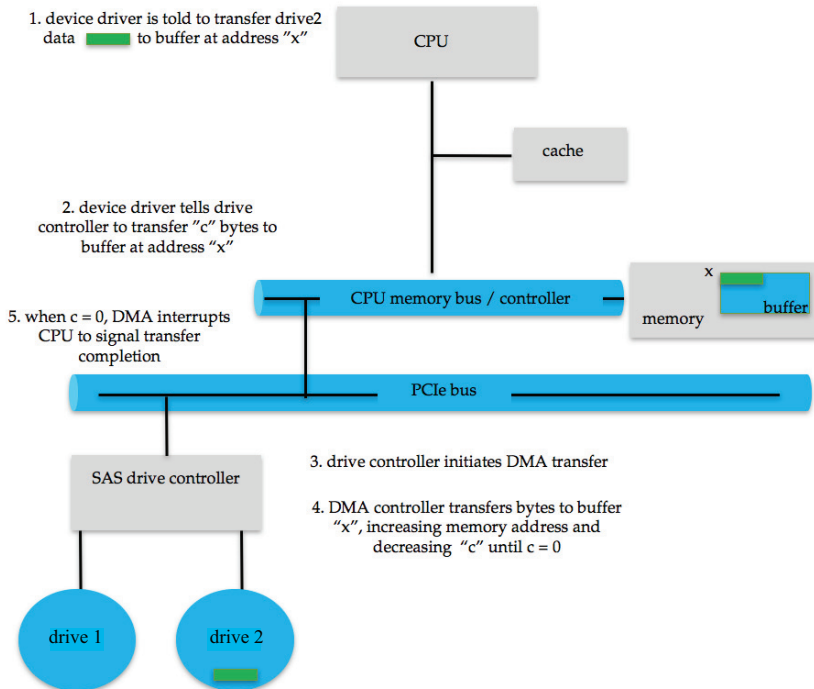 1. device driver is told to transfer drive2
data to buffer at address ”x”
CPU
cache
2. device driver tells drive
controller to transfer ”c” bytes to
buffer at address “x”
x
CPU memory bus / controller
buffer
memory
5. when c = 0, DMA interrupts
CPU to signal transfer
completion
PCIe bus
SAS drive controller
3. drive controller initiates DMA transfer
4. DMA controller transfers bytes to buffer
“x”, increasing memory address and
decreasing “c” until c = 0
drive 1
drive 2